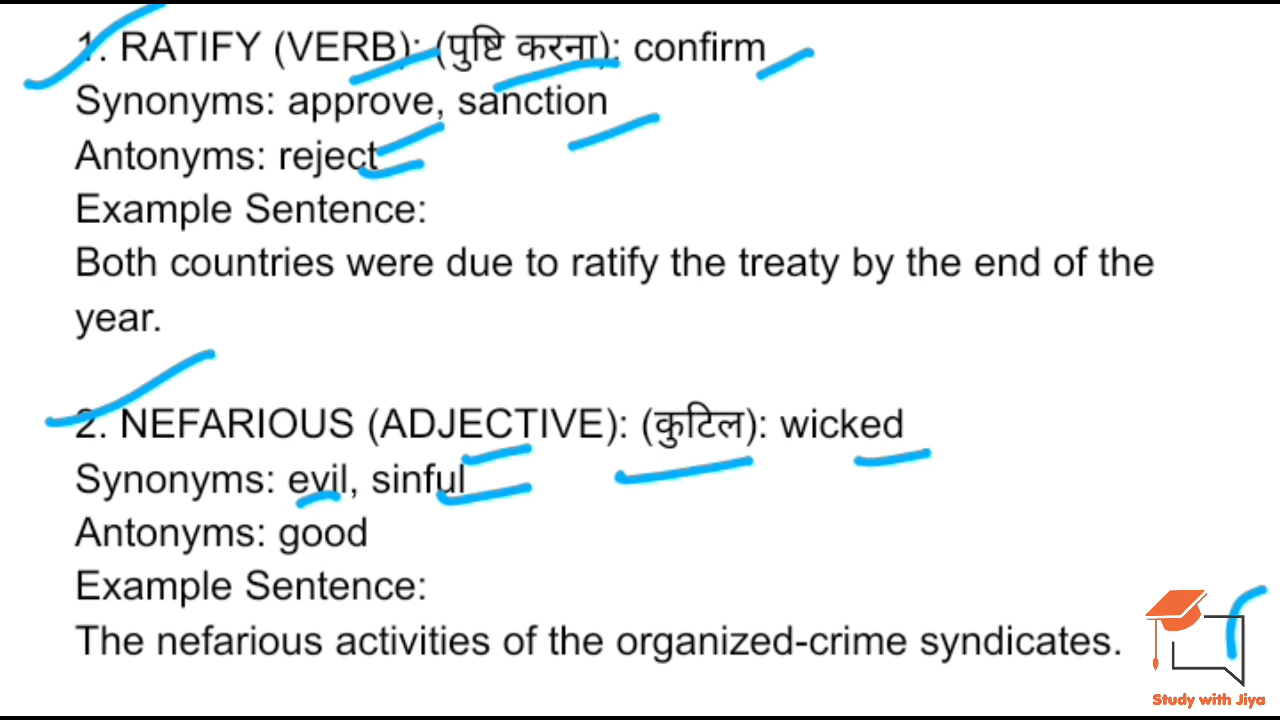 1. RATIFY (VERB): (पुष्टि करना): confirm
Synonyms: approve, sanction
Antonyms: reject
Example Sentence:
Both countries were due to ratify the treaty by the end of the
year.
2. NEFARIOUS (ADJECTIVE): (कुटिल): wicked
Synonyms: evil, sinful
Antonyms: good
Example Sentence:
The nefarious activities of the organized-crime syndicates.
Study with Jiya